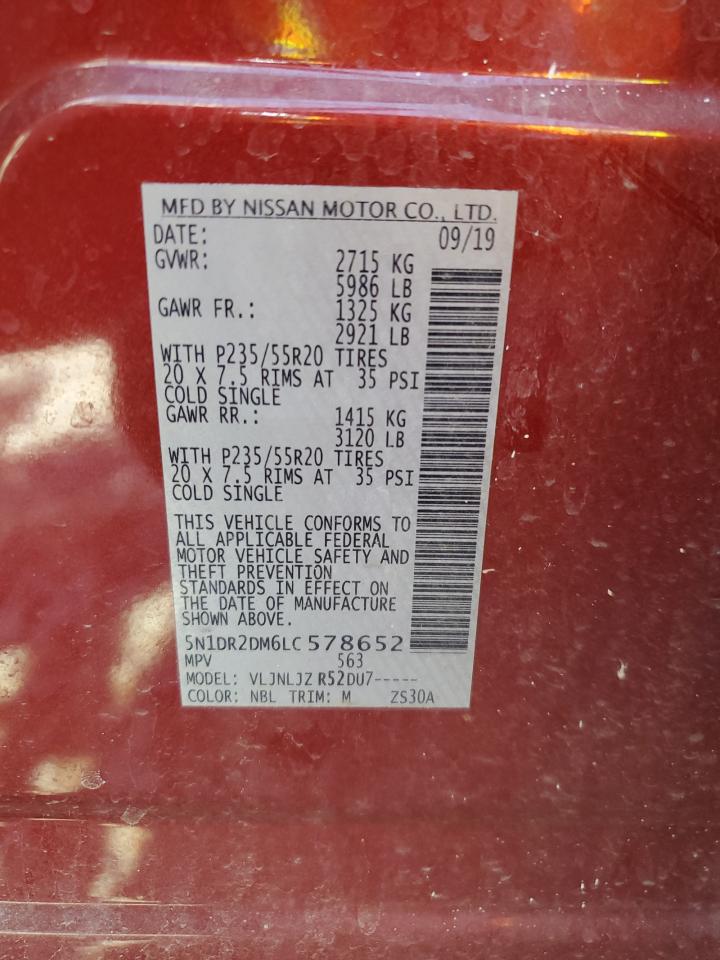 MFD BY NISSAN MOTOR CO., LTD.
DATE: 09/19
GVWR: 2715 KG
5986 LB
GAWR FR.: 1325 KG
2921 LB
WITH P235/55R20 TIRES
20 X 7.5 RIMS AT 35 PSI
COLD SINGLE
GAWR RR.: 1415 KG
3120 LB
WITH P235/55R20 TIRES
20 X 7.5 RIMS AT 35 PSI
COLD SINGLE
THIS VEHICLE CONFORMS TO
ALL APPLICABLE FEDERAL
MOTOR VEHICLE SAFETY AND
THEFT PREVENTION
STANDARDS IN EFFECT ON
THE DATE OF MANUFACTURE
SHOWN ABOVE.
5N1DR2DM6LC578652
MPV 563
MODEL: VLJNLJZ R52DU7-----
COLOR: NBL TRIM: M ZS30A